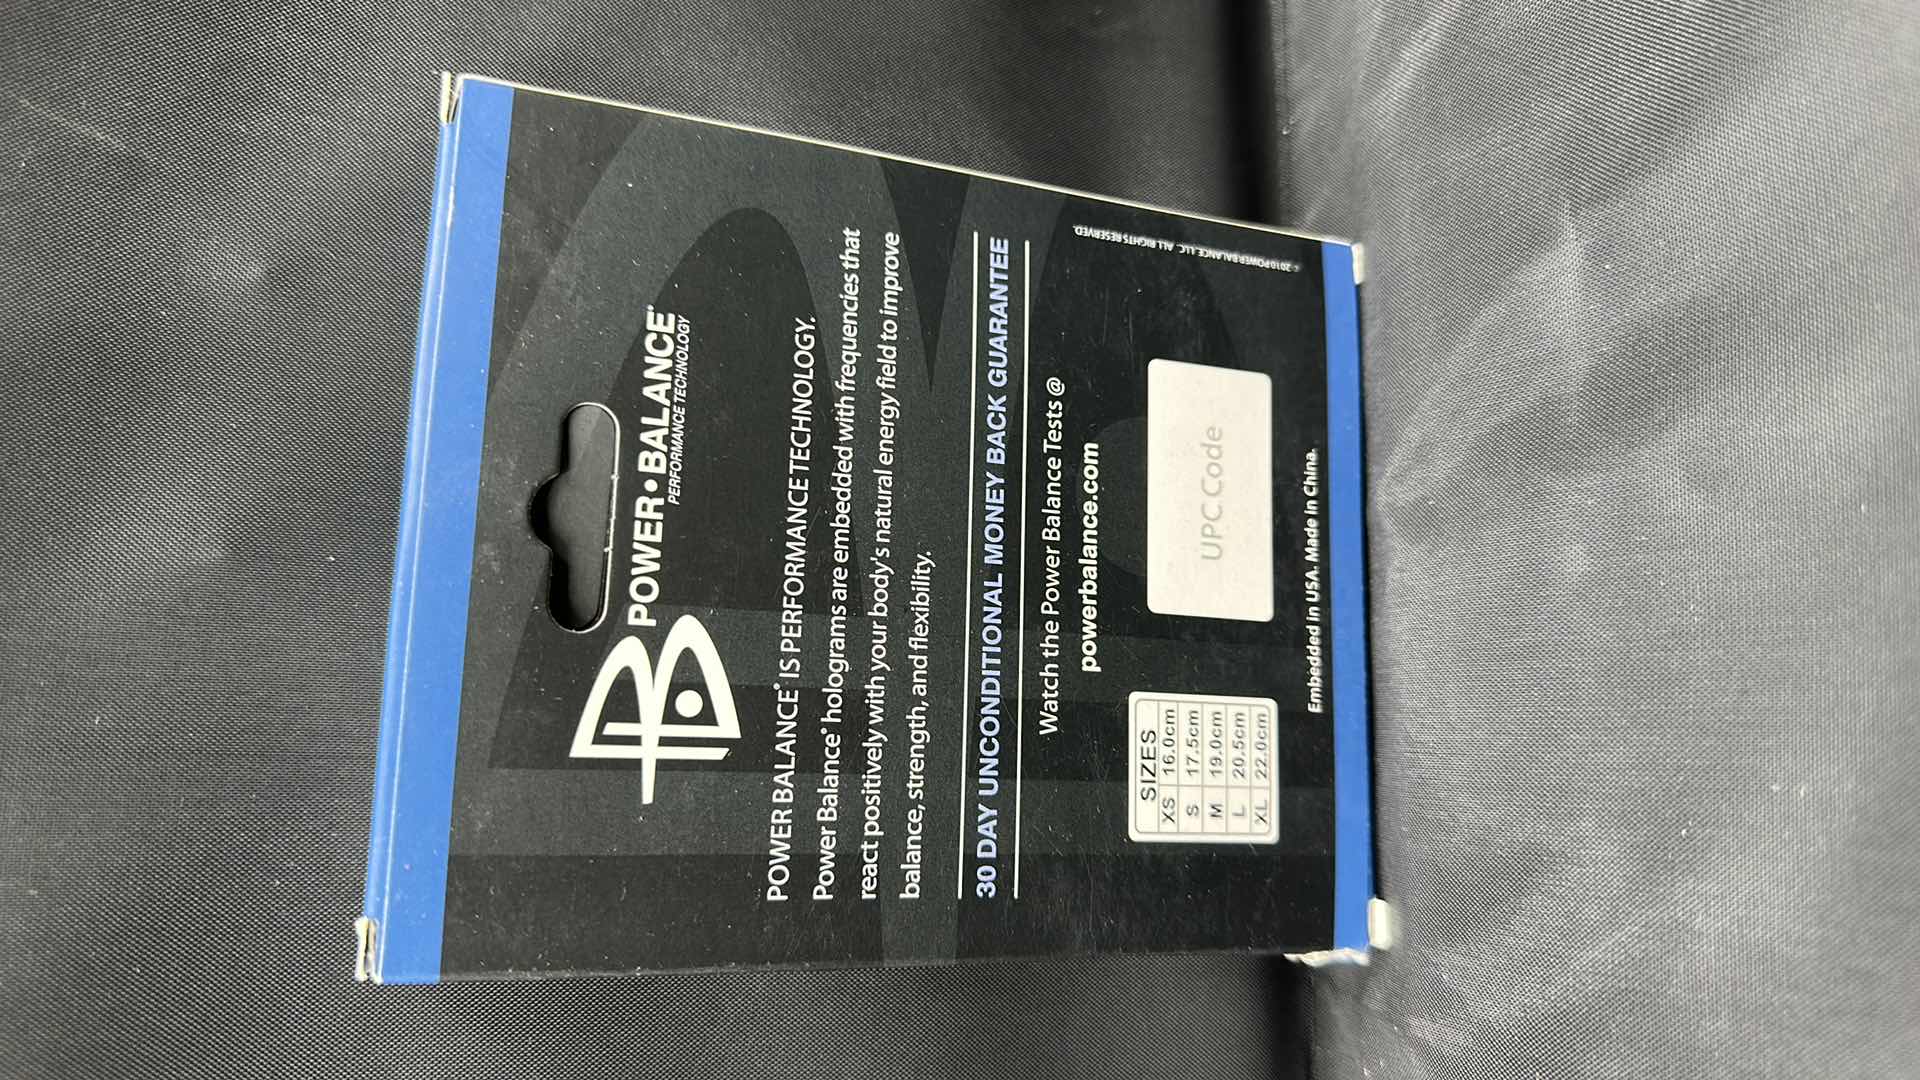 POWER•BALANCE®
PERFORMANCE TECHNOLOGY
POWER BALANCE® IS PERFORMANCE TECHNOLOGY.
Power Balance® holograms are embedded with frequencies that
react positively with your body's natural energy field to improve
balance, strength, and flexibility.
30 DAY UNCONDITIONAL MONEY BACK GUARANTEE
Watch the Power Balance Tests @
powerbalance.com
SIZES
XS 16.0cm
S 17.5cm
M 19.0cm
L 20.5cm
XL 22.0cm
UPC Code
Embedded in USA. Made in China.
© 2010 POWER BALANCE, LLC. ALL RIGHTS RESERVED.